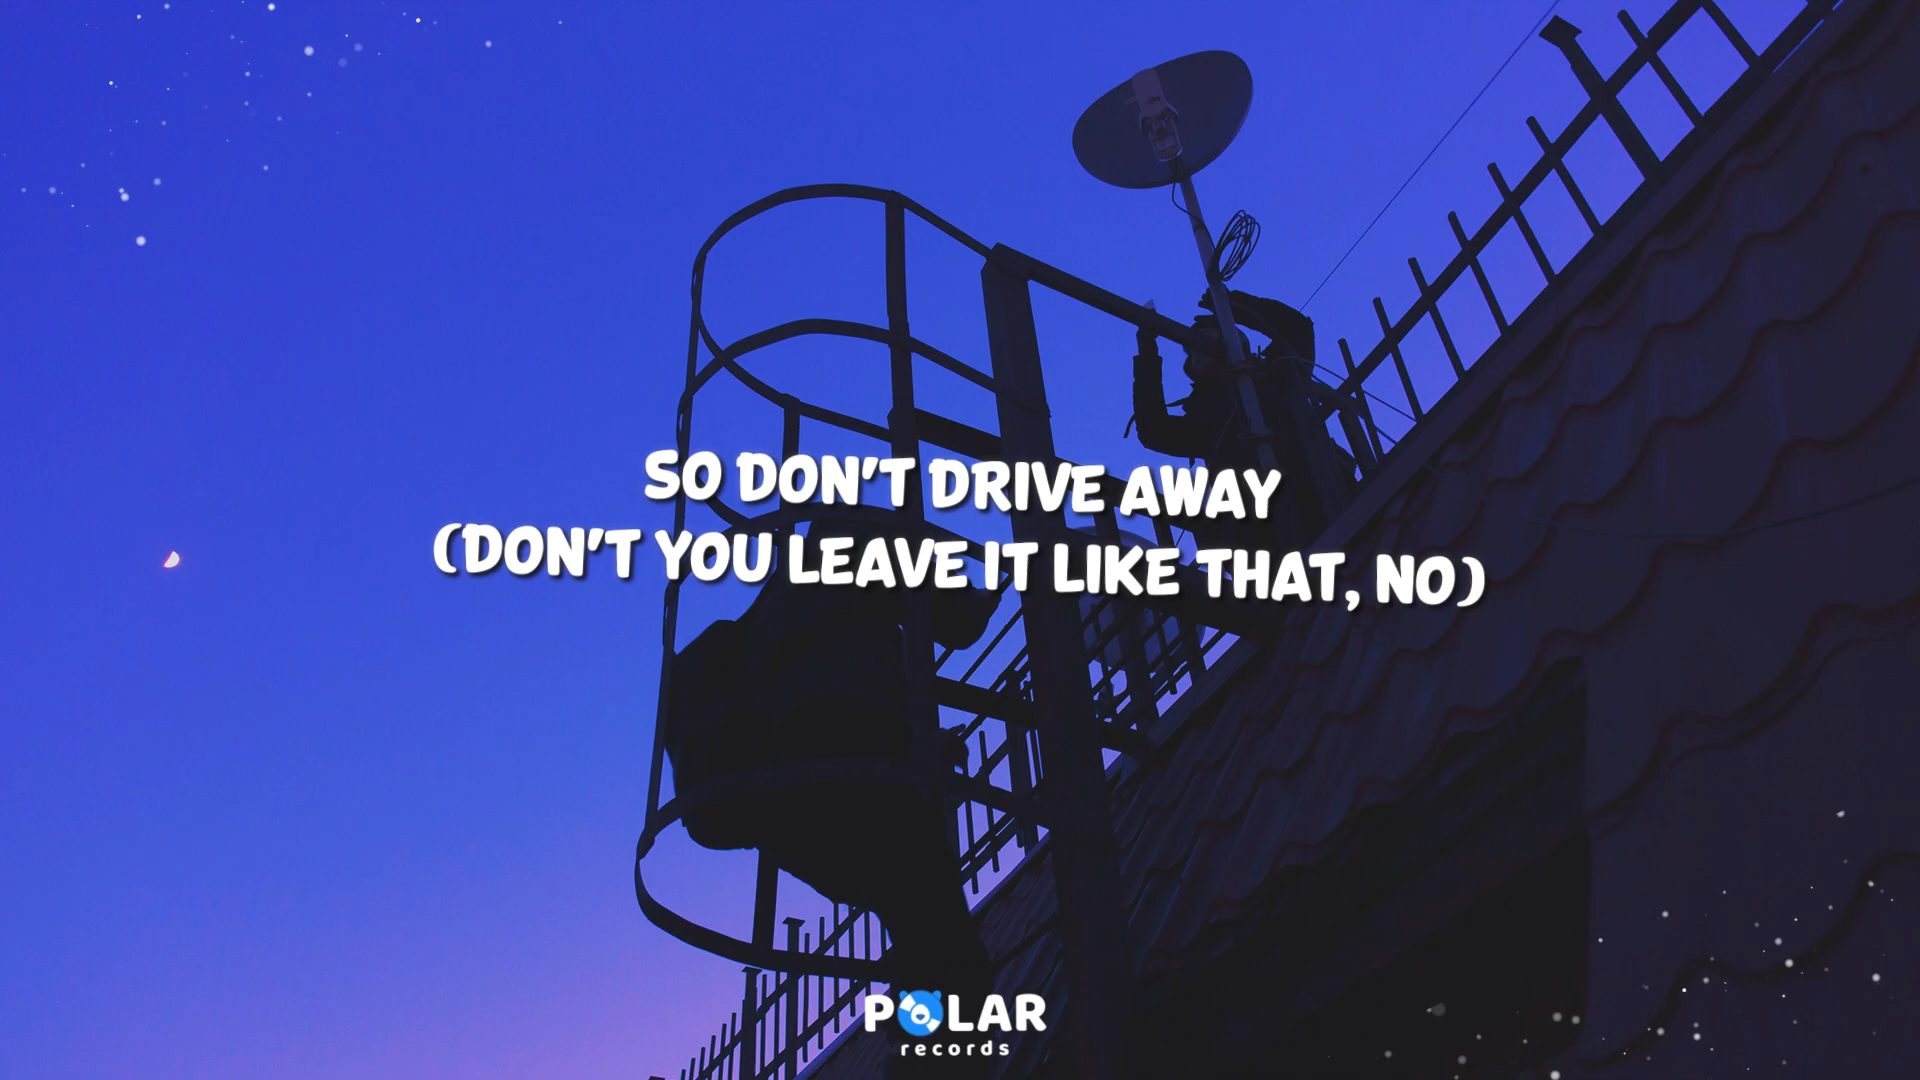 SO DON'T DRIVE AWAY
(DON'T YOU LEAVE IT LIKE THAT, NO)
POLAR
records